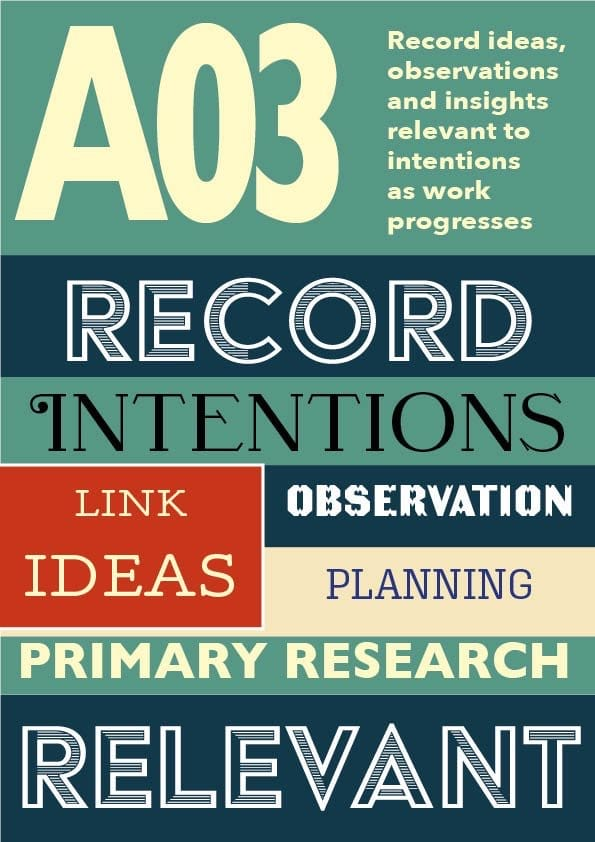 A03
Record ideas,
observations
and insights
relevant to
intentions
as work
progresses
RECORD
INTENTIONS
LINK
IDEAS
OBSERVATION
PLANNING
PRIMARY RESEARCH
RELEVANT